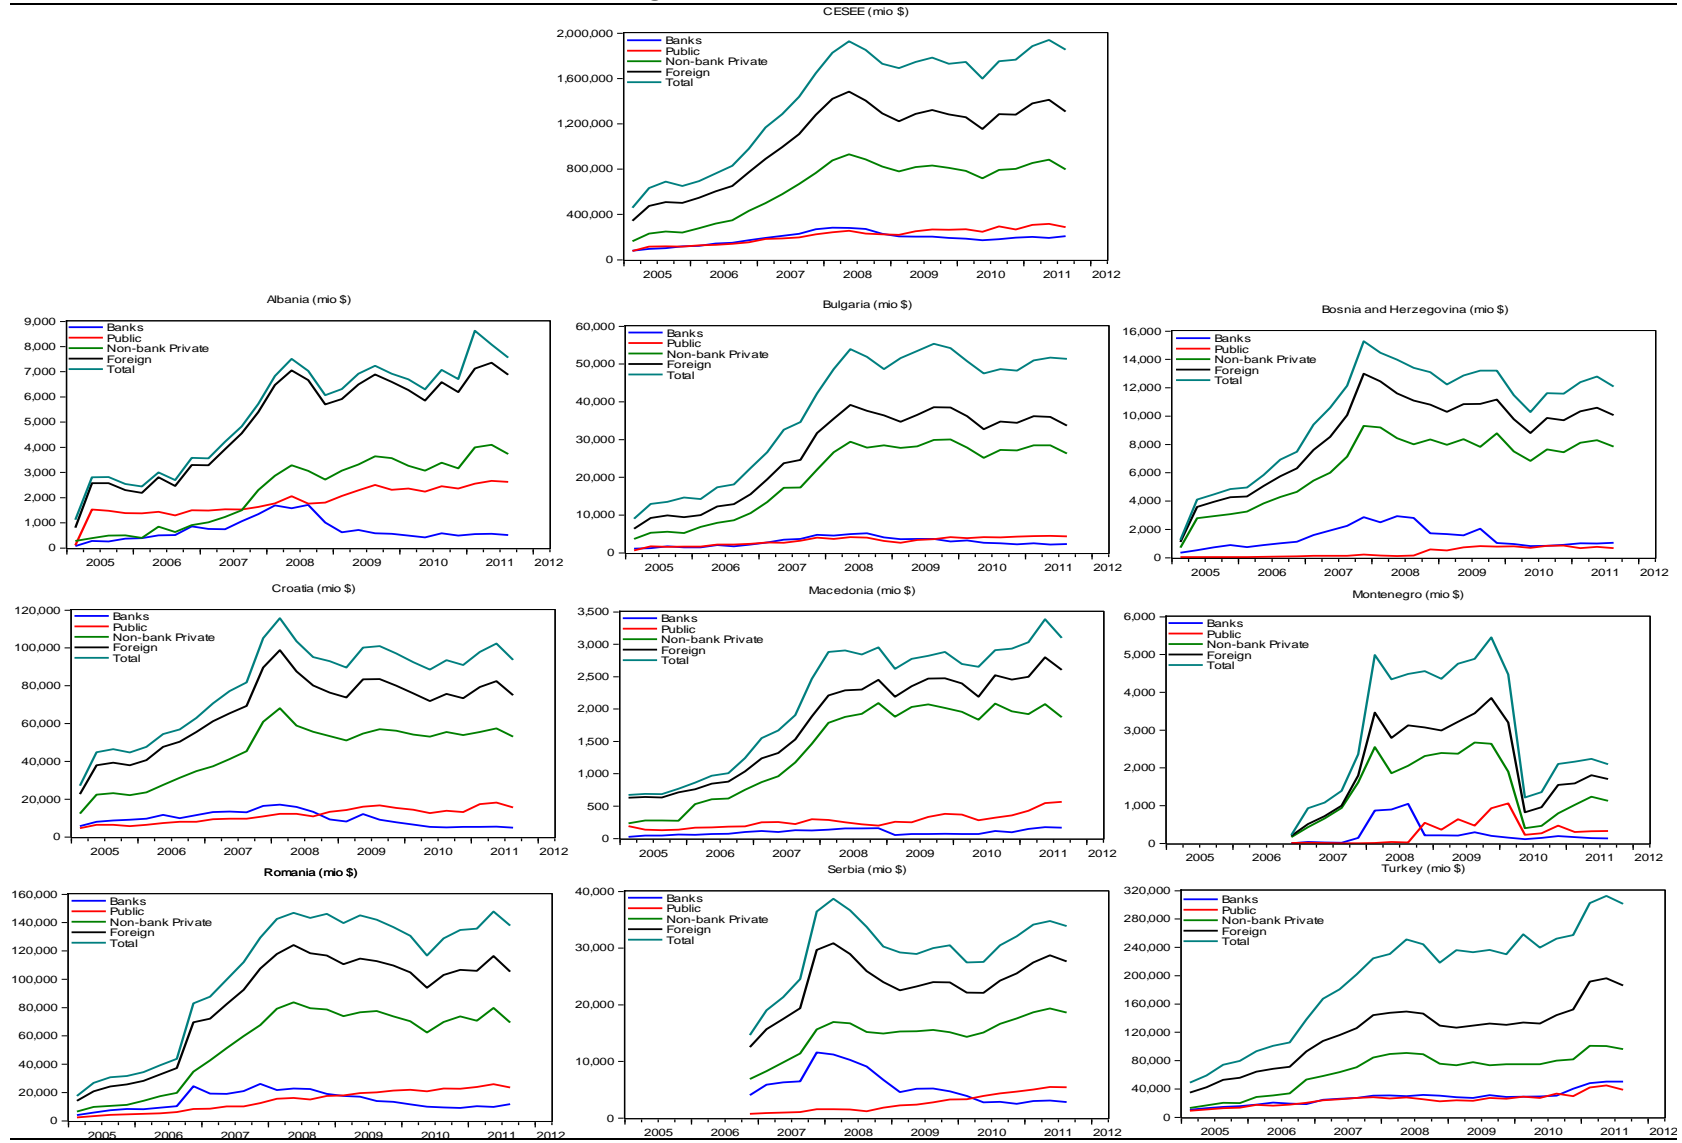 CESEE (mio $)
2,000,000
1,600,000
1,200,000
800,000
400,000
0
Banks
Public
Non-bank Private
Foreign
Total
2005 2006 2007 2008 2009 2010 2011 2012
Albania (mio $)
9,000
8,000
7,000
6,000
5,000
4,000
3,000
2,000
1,000
0
Banks
Public
Non-bank Private
Foreign
Total
2005 2006 2007 2008 2009 2010 2011 2012
Bulgaria (mio $)
60,000
50,000
40,000
30,000
20,000
10,000
0
Banks
Public
Non-bank Private
Foreign
Total
2005 2006 2007 2008 2009 2010 2011 2012
Bosnia and Herzegovina (mio $)
16,000
14,000
12,000
10,000
8,000
6,000
4,000
2,000
0
Banks
Public
Non-bank Private
Foreign
Total
2005 2006 2007 2008 2009 2010 2011 2012
Croatia (mio $)
120,000
100,000
80,000
60,000
40,000
20,000
0
Banks
Public
Non-bank Private
Foreign
Total
2005 2006 2007 2008 2009 2010 2011 2012
Macedonia (mio $)
3,500
3,000
2,500
2,000
1,500
1,000
500
0
Banks
Public
Non-bank Private
Foreign
Total
2005 2006 2007 2008 2009 2010 2011 2012
Montenegro (mio $)
6,000
5,000
4,000
3,000
2,000
1,000
0
Banks
Public
Non-bank Private
Foreign
Total
2005 2006 2007 2008 2009 2010 2011 2012
Romania (mio $)
160,000
140,000
120,000
100,000
80,000
60,000
40,000
20,000
0
Banks
Public
Non-bank Private
Foreign
Total
2005 2006 2007 2008 2009 2010 2011 2012
Serbia (mio $)
40,000
30,000
20,000
10,000
0
Banks
Public
Non-bank Private
Foreign
Total
2005 2006 2007 2008 2009 2010 2011 2012
Turkey (mio $)
320,000
280,000
240,000
200,000
160,000
120,000
80,000
40,000
0
Banks
Public
Non-bank Private
Foreign
Total
2005 2006 2007 2008 2009 2010 2011 2012